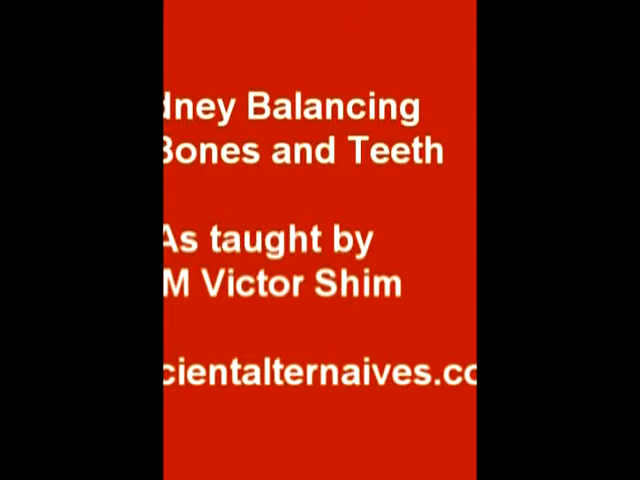 dney Balancing
Bones and Teeth
As taught by
M Victor Shim
cientalternaives.co